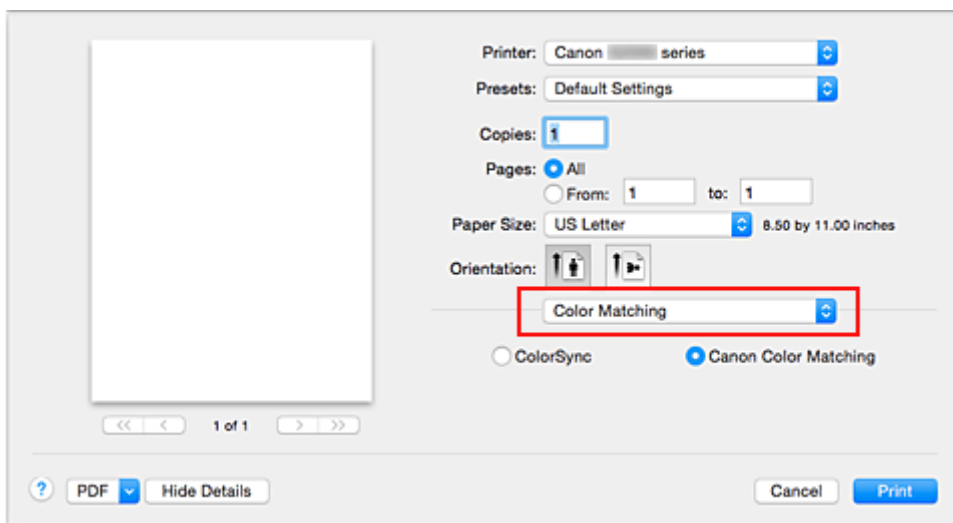 Printer: Canon series
Presets: Default Settings
Copies: 1
Pages: All
From: 1 to: 1
Paper Size: US Letter 8.50 by 11.00 inches
Orientation:
Color Matching
ColorSync Canon Color Matching
1 of 1
? PDF Hide Details Cancel Print